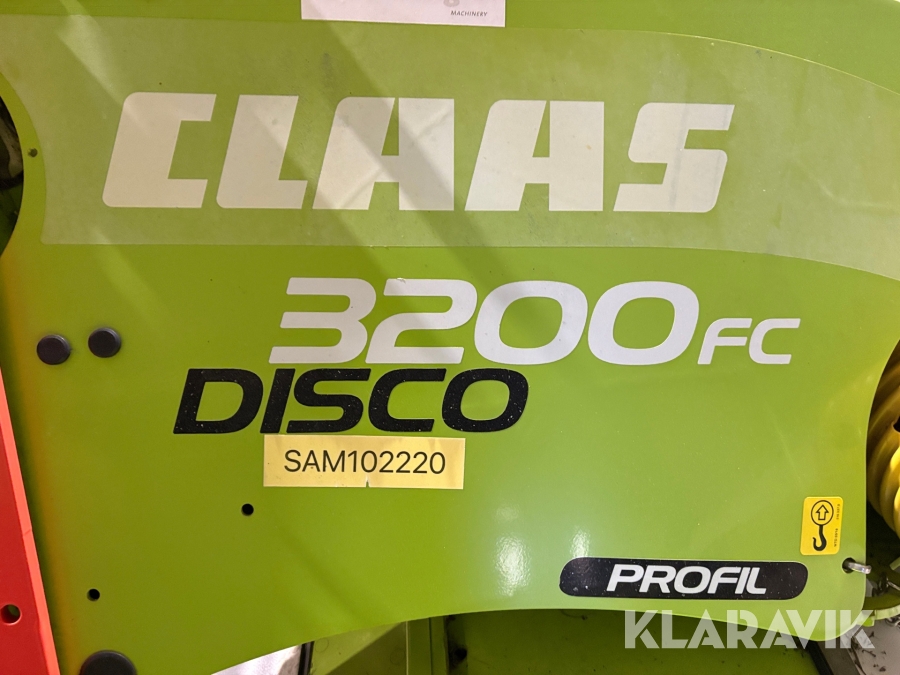 MACHINERY
CLAAS
3200FC
DISCO
SAM102220
PROFIL
KLARAVIK